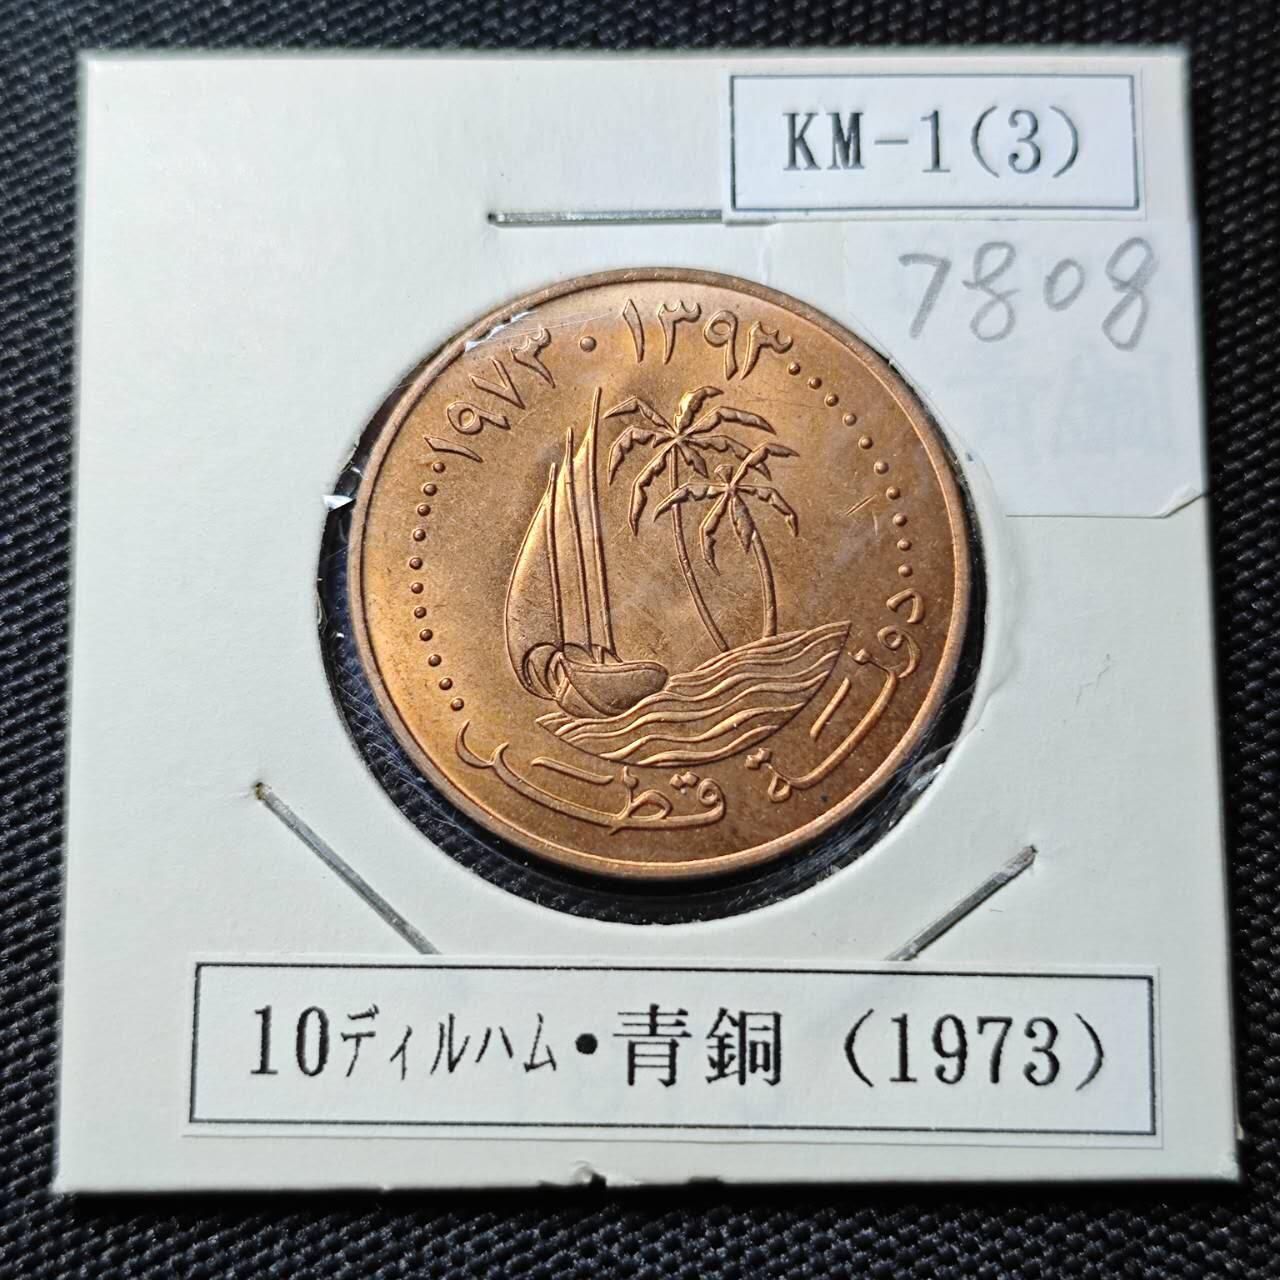 KM-1(3)
7808
١٣٩٣ · ١٩٧٣
دولة قطر
10ディルハム・青銅（1973）